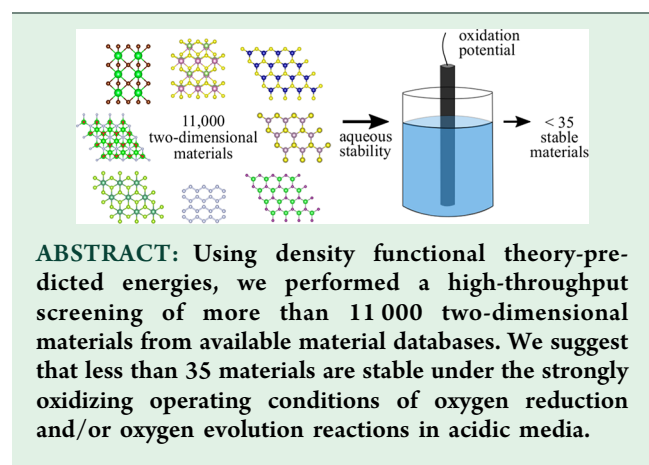 oxidation
potential
11,000
two-dimensional
materials
aqueous
stability
< 35
stable
materials
ABSTRACT: Using density functional theory-pre-
dicted energies, we performed a high-throughput
screening of more than 11 000 two-dimensional
materials from available material databases. We suggest
that less than 35 materials are stable under the strongly
oxidizing operating conditions of oxygen reduction
and/or oxygen evolution reactions in acidic media.